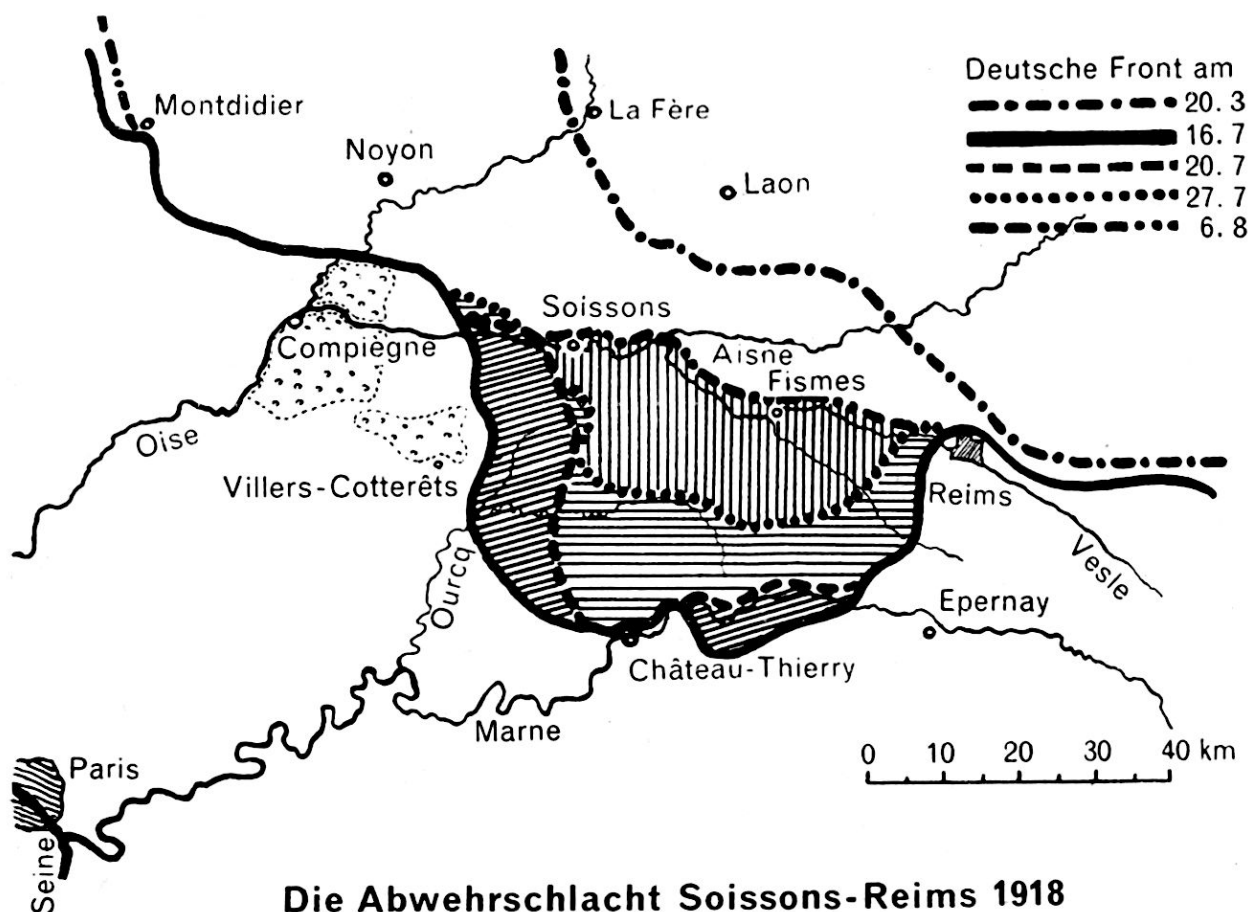 Deutsche Front am
20. 3
16. 7
20. 7
27. 7
6. 8
Montdidier
La Fère
Noyon
Laon
Soissons
Compiègne
Aisne
Fismes
Oise
Villers-Cotterêts
Reims
Vesle
Ourcq
Epernay
Château-Thierry
Marne
0 10 20 30 40 km
Paris
Seine
Die Abwehrschlacht Soissons-Reims 1918